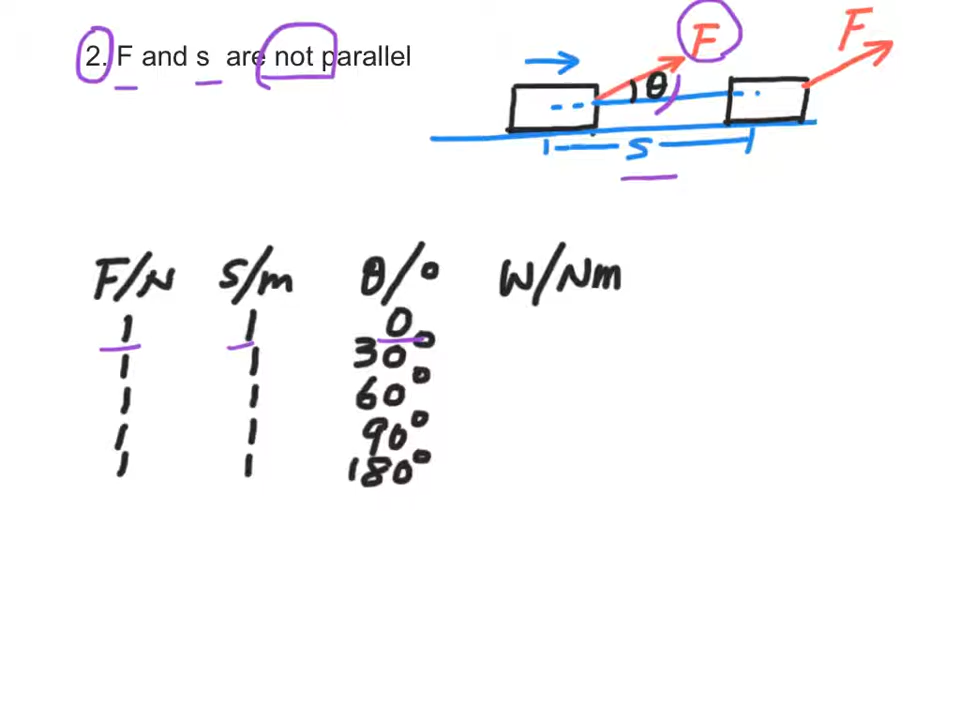 2. F and s are not parallel
F
F
θ
s
F/N S/m θ/° W/Nm
1 1 0
1 1 30°
1 1 60°
1 1 90°
1 1 180°